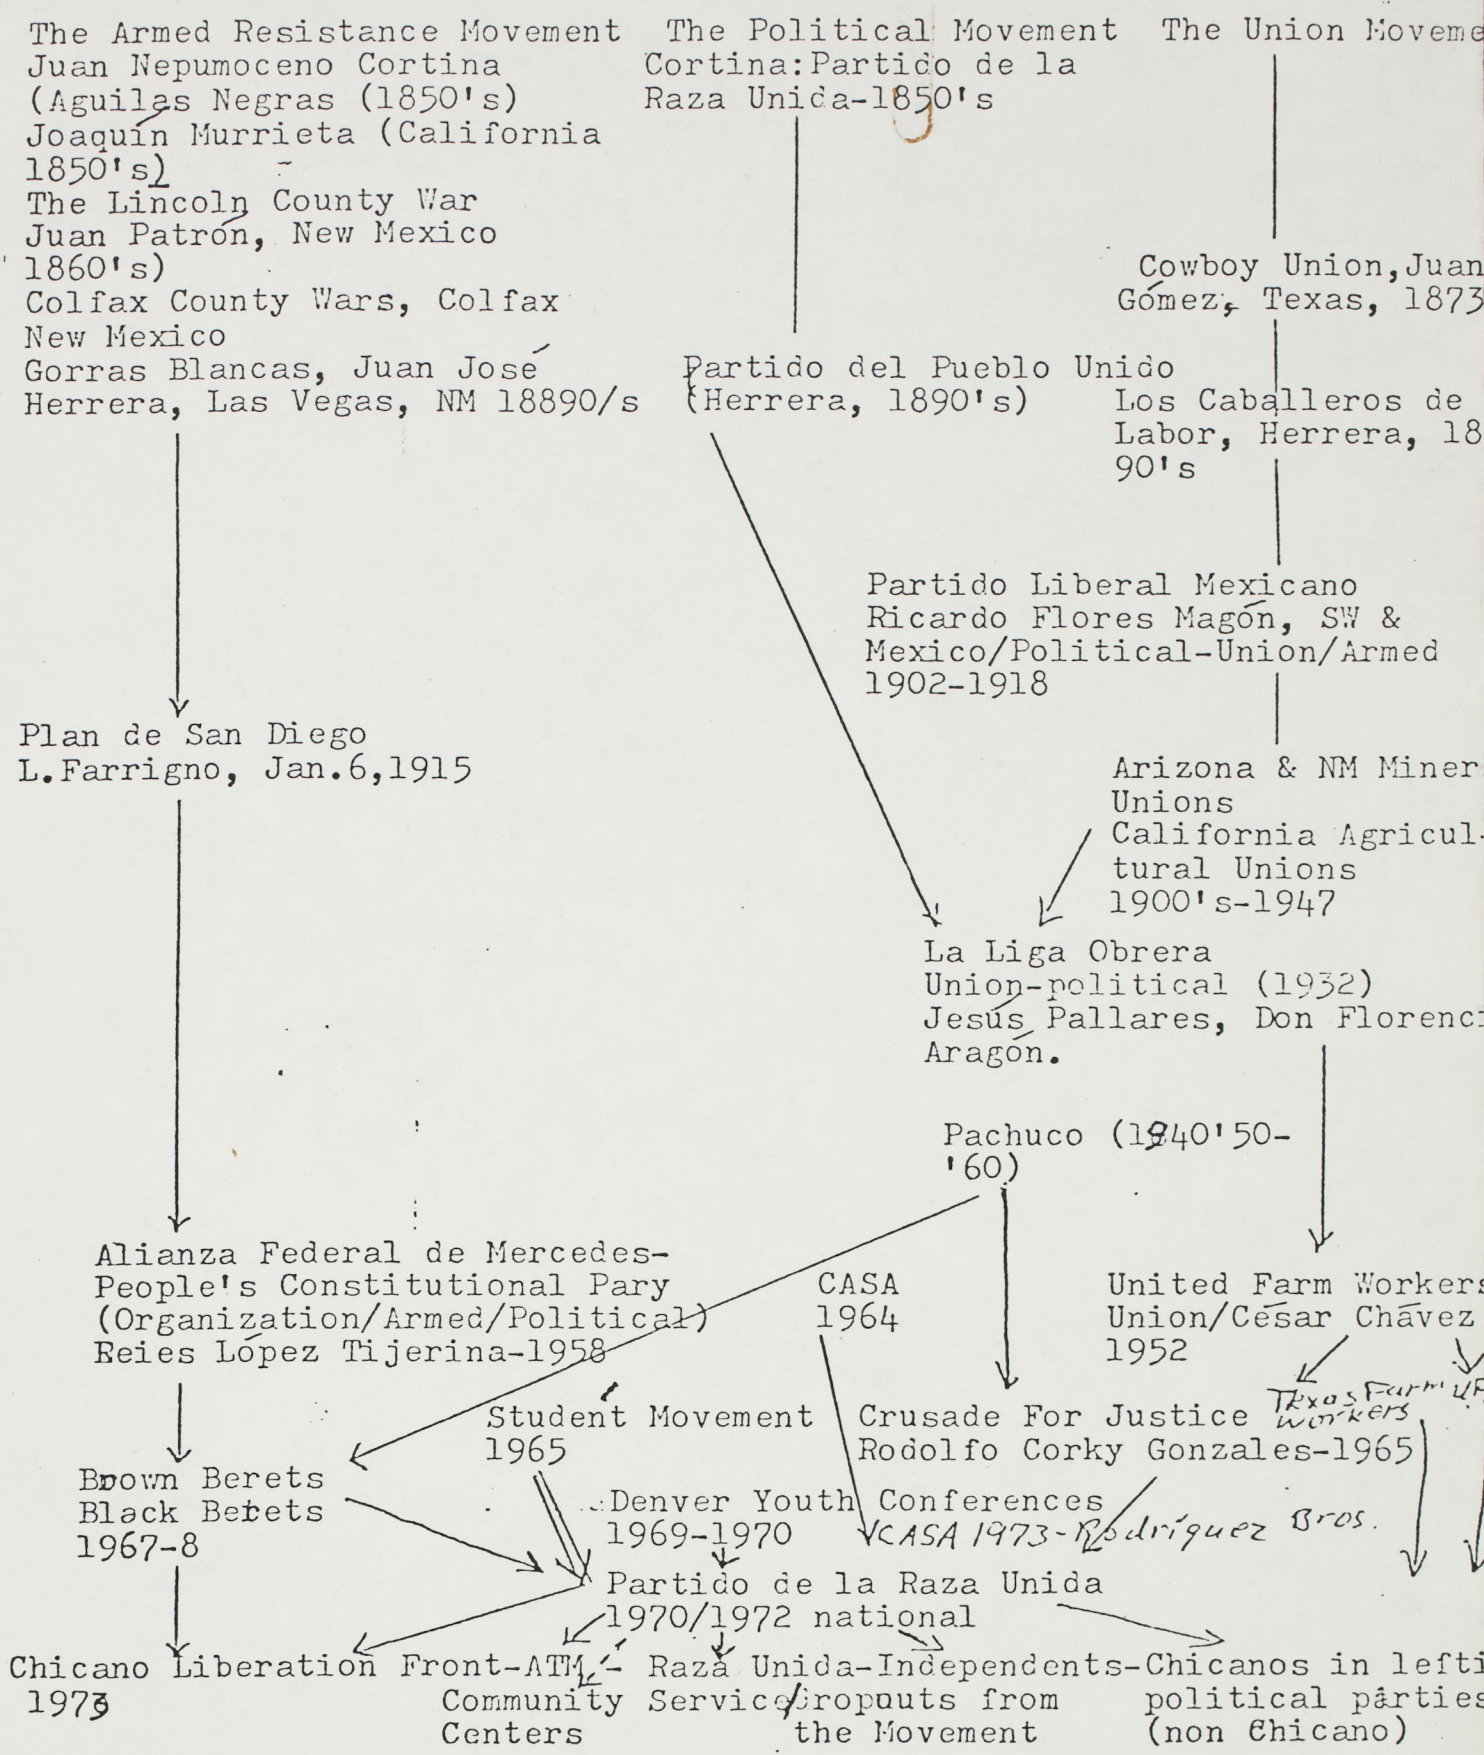 The Armed Resistance Movement
Juan Nepumoceno Cortina
(Aguilas Negras (1850's)
Joaquín Murrieta (California
1850's)
The Lincoln County War
Juan Patrón, New Mexico
1860's)
Colfax County Wars, Colfax
New Mexico
Gorras Blancas, Juan José
Herrera, Las Vegas, NM 18890/s
The Political Movement
Cortina:Partido de la
Raza Unida-1850's
The Union Moveme
Cowboy Union,Juan
Gómez, Texas, 1873
Partido del Pueblo Unido
(Herrera, 1890's)
Los Caballeros de
Labor, Herrera, 18
90's
Partido Liberal Mexicano
Ricardo Flores Magón, SW &
Mexico/Political-Union/Armed
1902-1918
Plan de San Diego
L.Farrigno, Jan.6,1915
Arizona & NM Miner
Unions
California Agricul-
tural Unions
1900's-1947
La Liga Obrera
Union-political (1932)
Jesús Pallares, Don Florenci
Aragón.
Pachuco (1940'50-
'60)
Alianza Federal de Mercedes-
People's Constitutional Pary
(Organization/Armed/Political)
Reies López Tijerina-1958
CASA
1964
United Farm Workers
Union/César Chávez
1952
Texas Farm
Workers
UF
Student Movement
1965
Crusade For Justice
Rodolfo Corky Gonzales-1965
Brown Berets
Black Berets
1967-8
Denver Youth Conferences
1969-1970
CASA 1973-Rodríguez Bros.
Partido de la Raza Unida
1970/1972 national
Chicano Liberation Front-ATM - Raza Unida-Independents-Chicanos in lefti
1973
Community Service/
Centers
dropouts from
the Movement
political parties
(non Chicano)